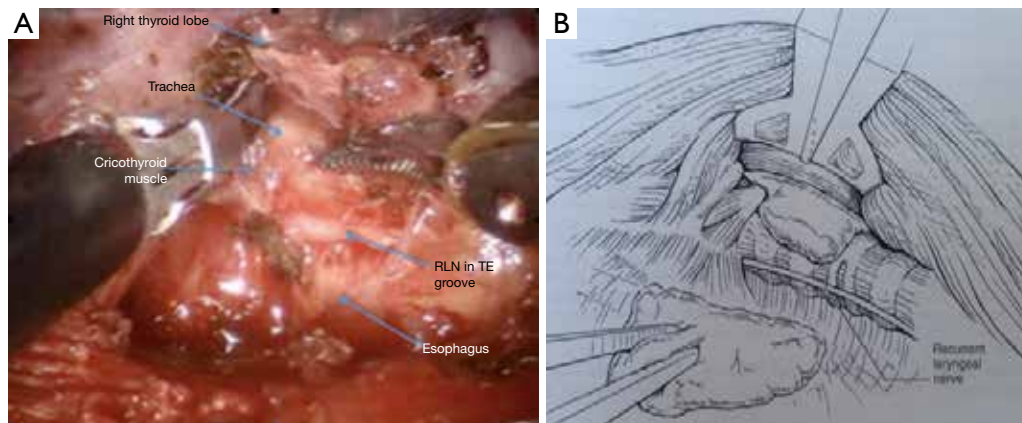 A
Right thyroid lobe
Trachea
Cricothyroid
muscle
RLN in TE
groove
Esophagus
B
Recurrent
laryngeal
nerve